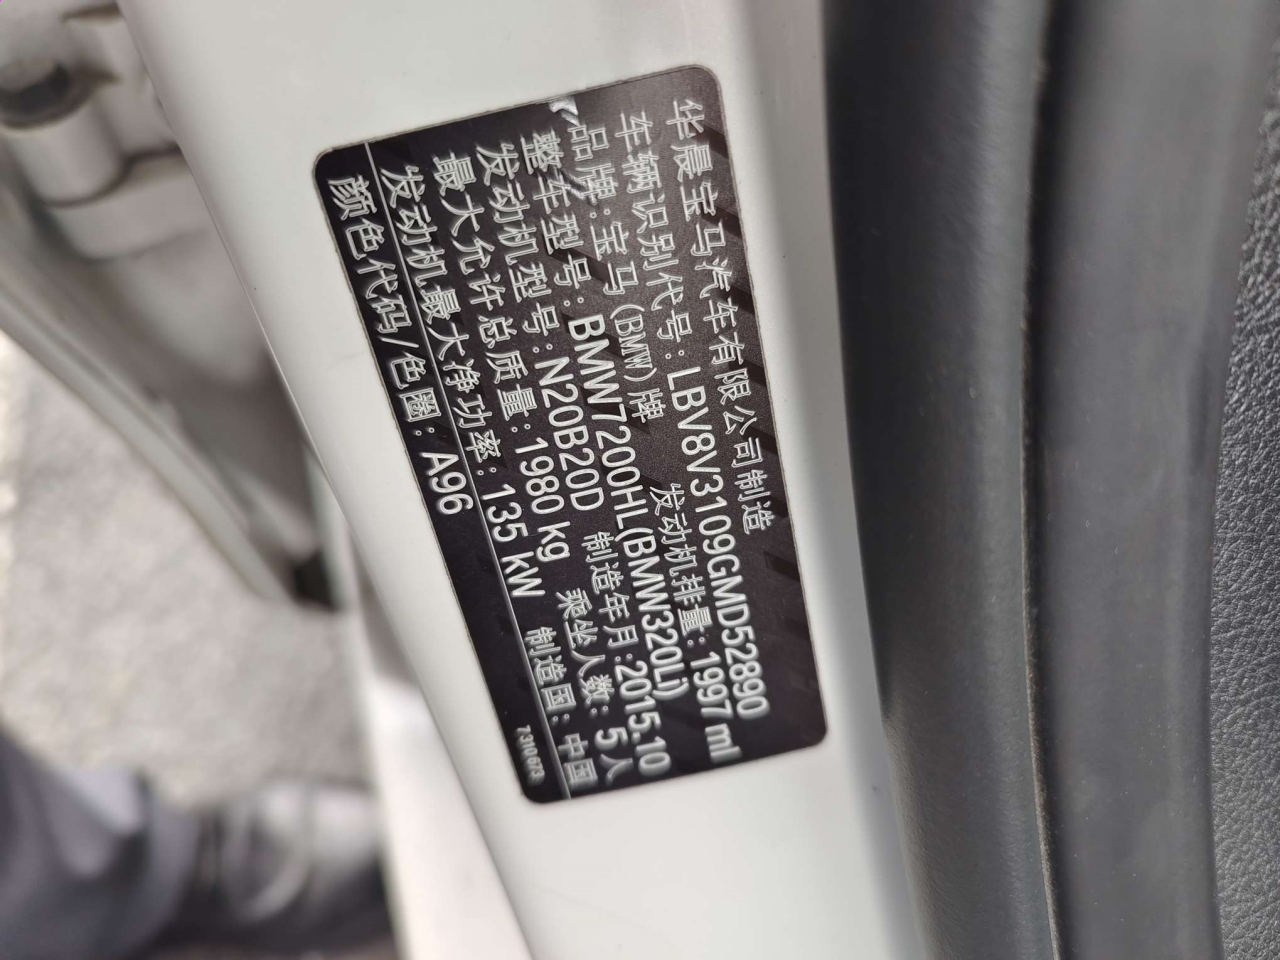 华晨宝马汽车有限公司制造
车辆识别代号:LBV8V3109GMD52890
品牌:宝马(BMW)牌 发动机排量:1997ml
整车型号:BMW7200HL(BMW320Li)
发动机型号:N20B20D 制造年月:2015.10
最大允许总质量:1980 kg 乘坐人数:5人
发动机最大净功率:135 kW 制造国:中国
颜色代码/色圈:A96